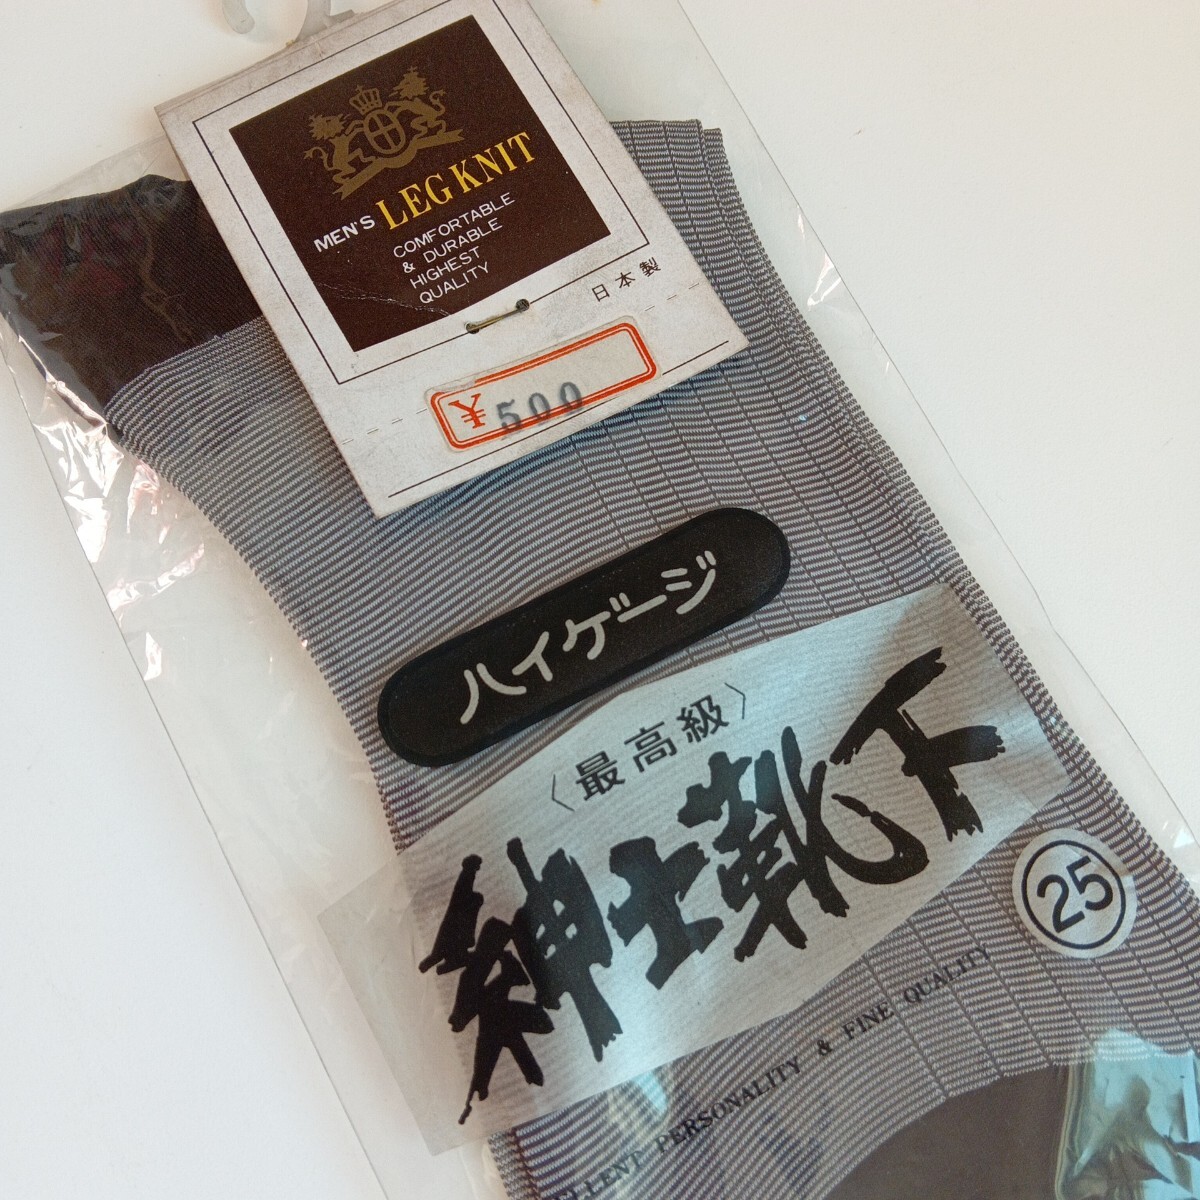 MEN'S LEG KNIT
COMFORTABLE
& DURABLE
HIGHEST
QUALITY
日本製
¥ 500
ハイゲージ
〈最高級〉
紳士靴下
25
PERSONALITY & FINE QUALITY